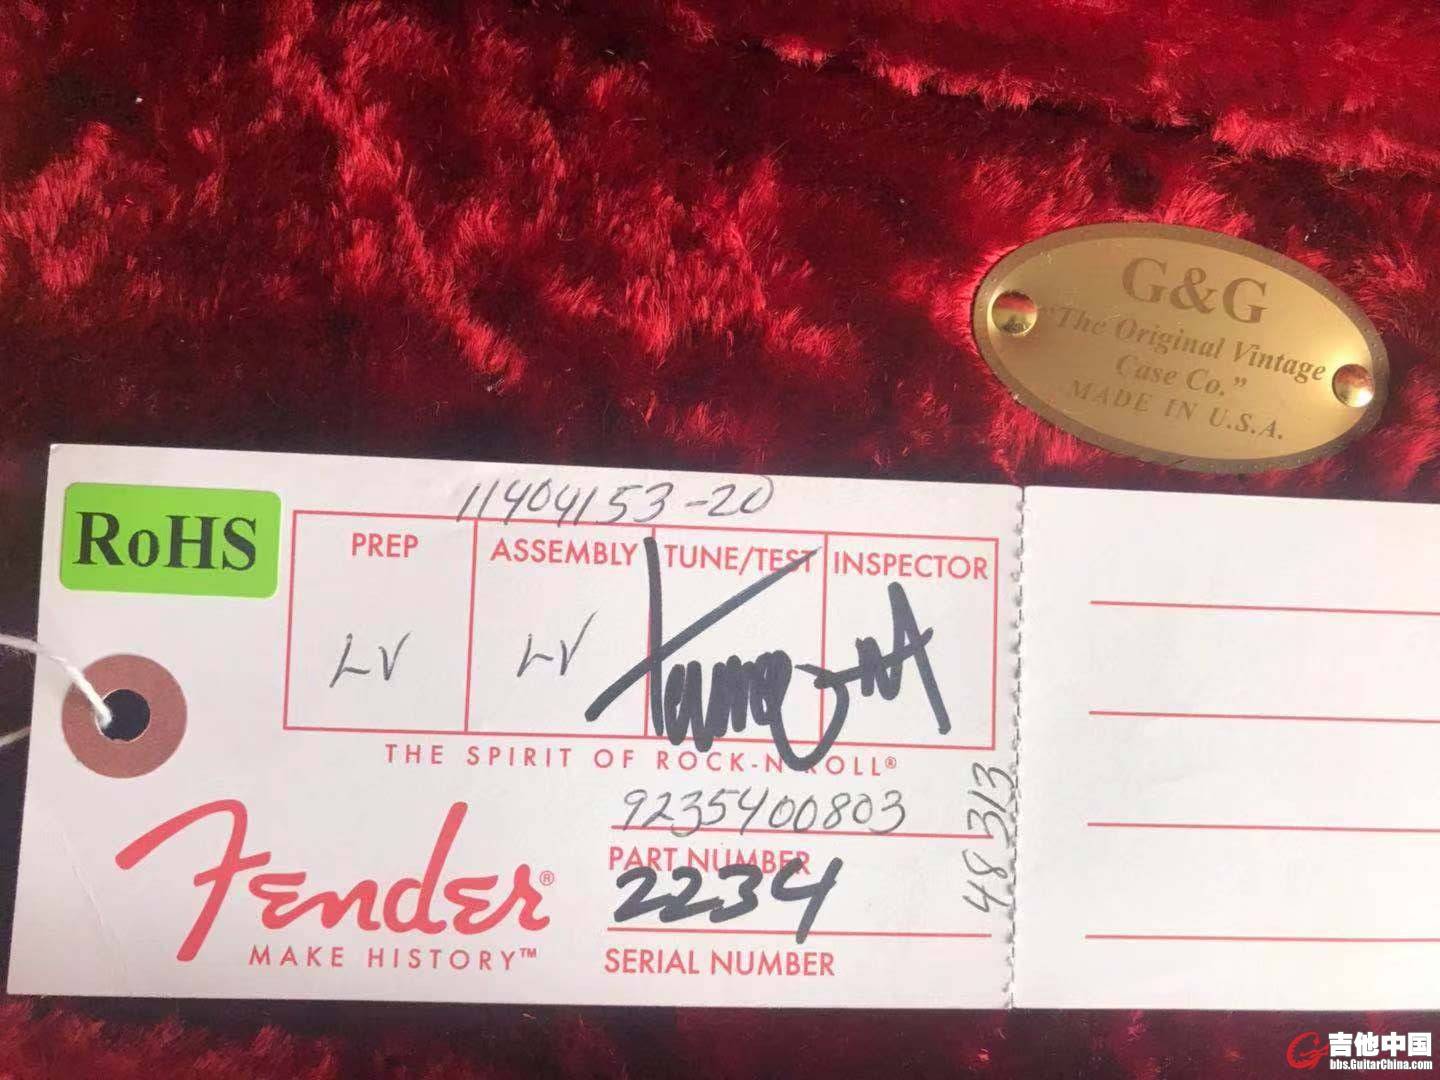 G&G
"The Original Vintage
Case Co."
MADE IN U.S.A.
11404153-20
RoHS
PREP ASSEMBLY TUNE/TEST INSPECTOR
LV LV
THE SPIRIT OF ROCK-N-ROLL®
9235400803
PART NUMBER
2234
SERIAL NUMBER
48313
Fender®
MAKE HISTORY™
吉他中国
bbs.GuitarChina.com